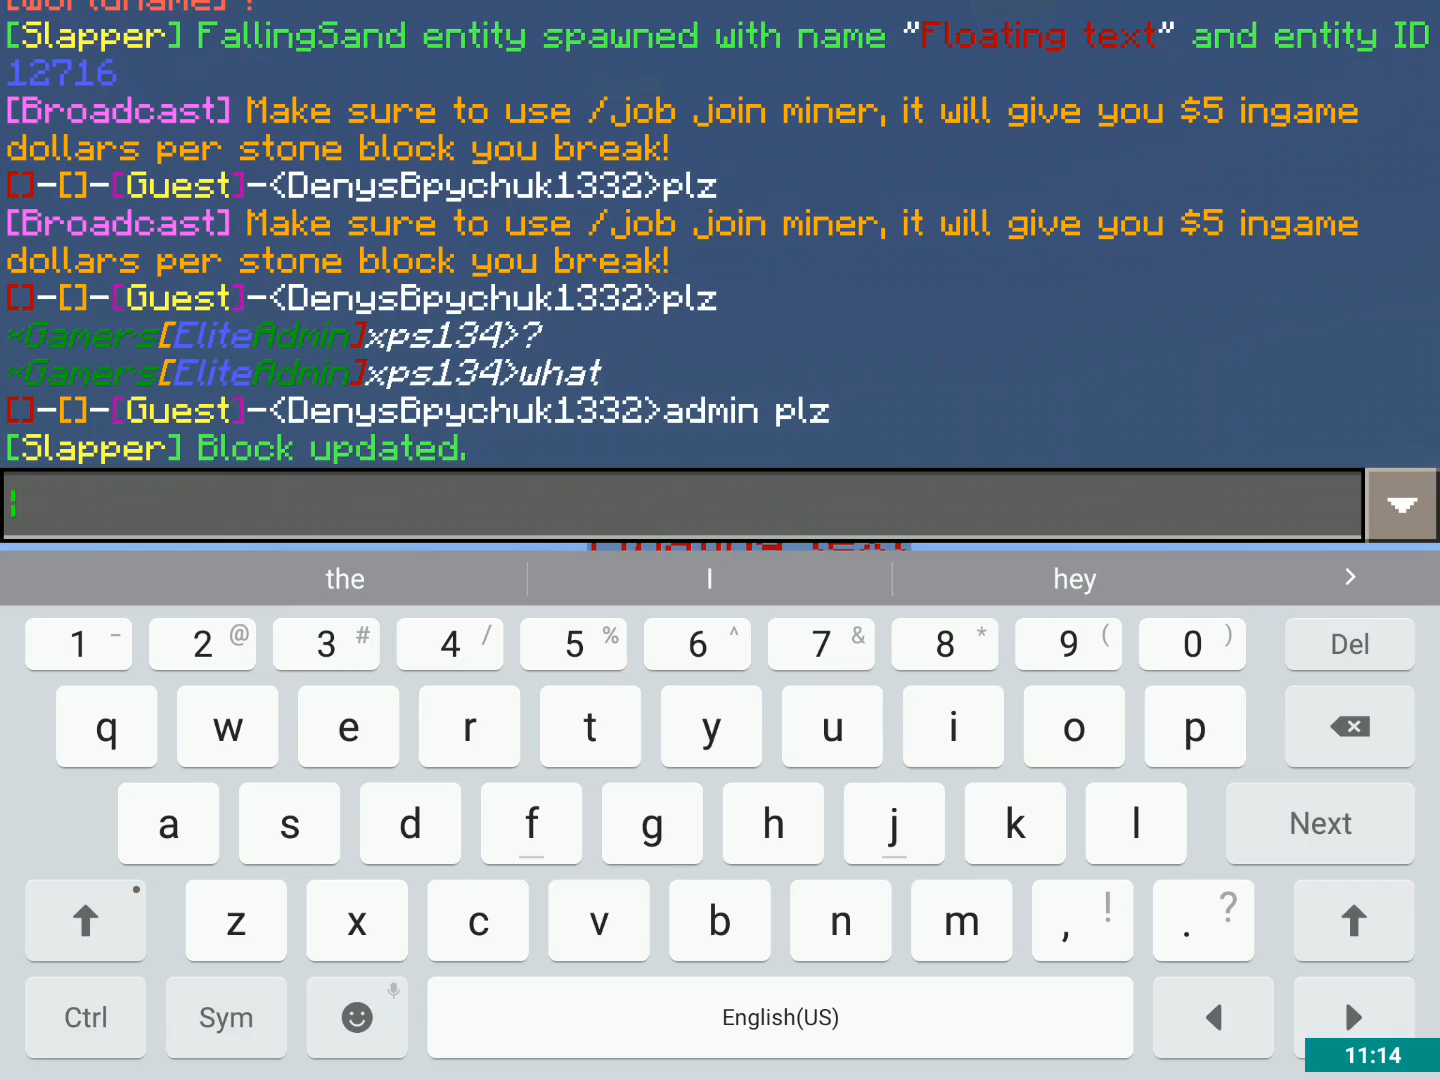 [worldname] ?
[Slapper] FallingSand entity spawned with name "Floating text" and entity ID
12716
[Broadcast] Make sure to use /job join miner, it will give you $5 ingame
dollars per stone block you break!
[]-[]-[Guest]-<DenysBpychuk1332>plz
[Broadcast] Make sure to use /job join miner, it will give you $5 ingame
dollars per stone block you break!
[]-[]-[Guest]-<DenysBpychuk1332>plz
*Gamers[EliteAdmin]xps134>?
*Gamers[EliteAdmin]xps134>what
[]-[]-[Guest]-<DenysBpychuk1332>admin plz
[Slapper] Block updated.
Floating text
the I hey >
1 - 2 @ 3 # 4 / 5 % 6 ^ 7 & 8 * 9 ( 0 ) Del
q w e r t y u i o p
a s d f g h j k l Next
z x c v b n m , ! . ?
Ctrl Sym English(US)
11:14